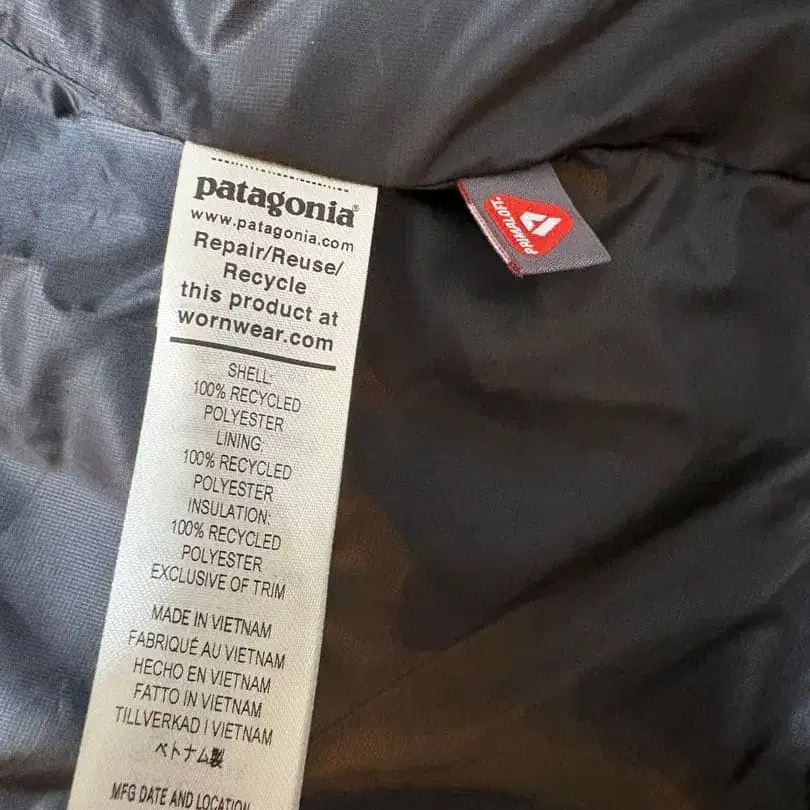 patagonia®
www.patagonia.com
Repair/Reuse/
Recycle
this product at
wornwear.com
SHELL:
100% RECYCLED
POLYESTER
LINING:
100% RECYCLED
POLYESTER
INSULATION:
100% RECYCLED
POLYESTER
EXCLUSIVE OF TRIM
MADE IN VIETNAM
FABRIQUÉ AU VIETNAM
HECHO EN VIETNAM
FATTO IN VIETNAM
TILLVERKAD I VIETNAM
ベトナム製
MFG DATE AND LOCATION
PRIMALOFT